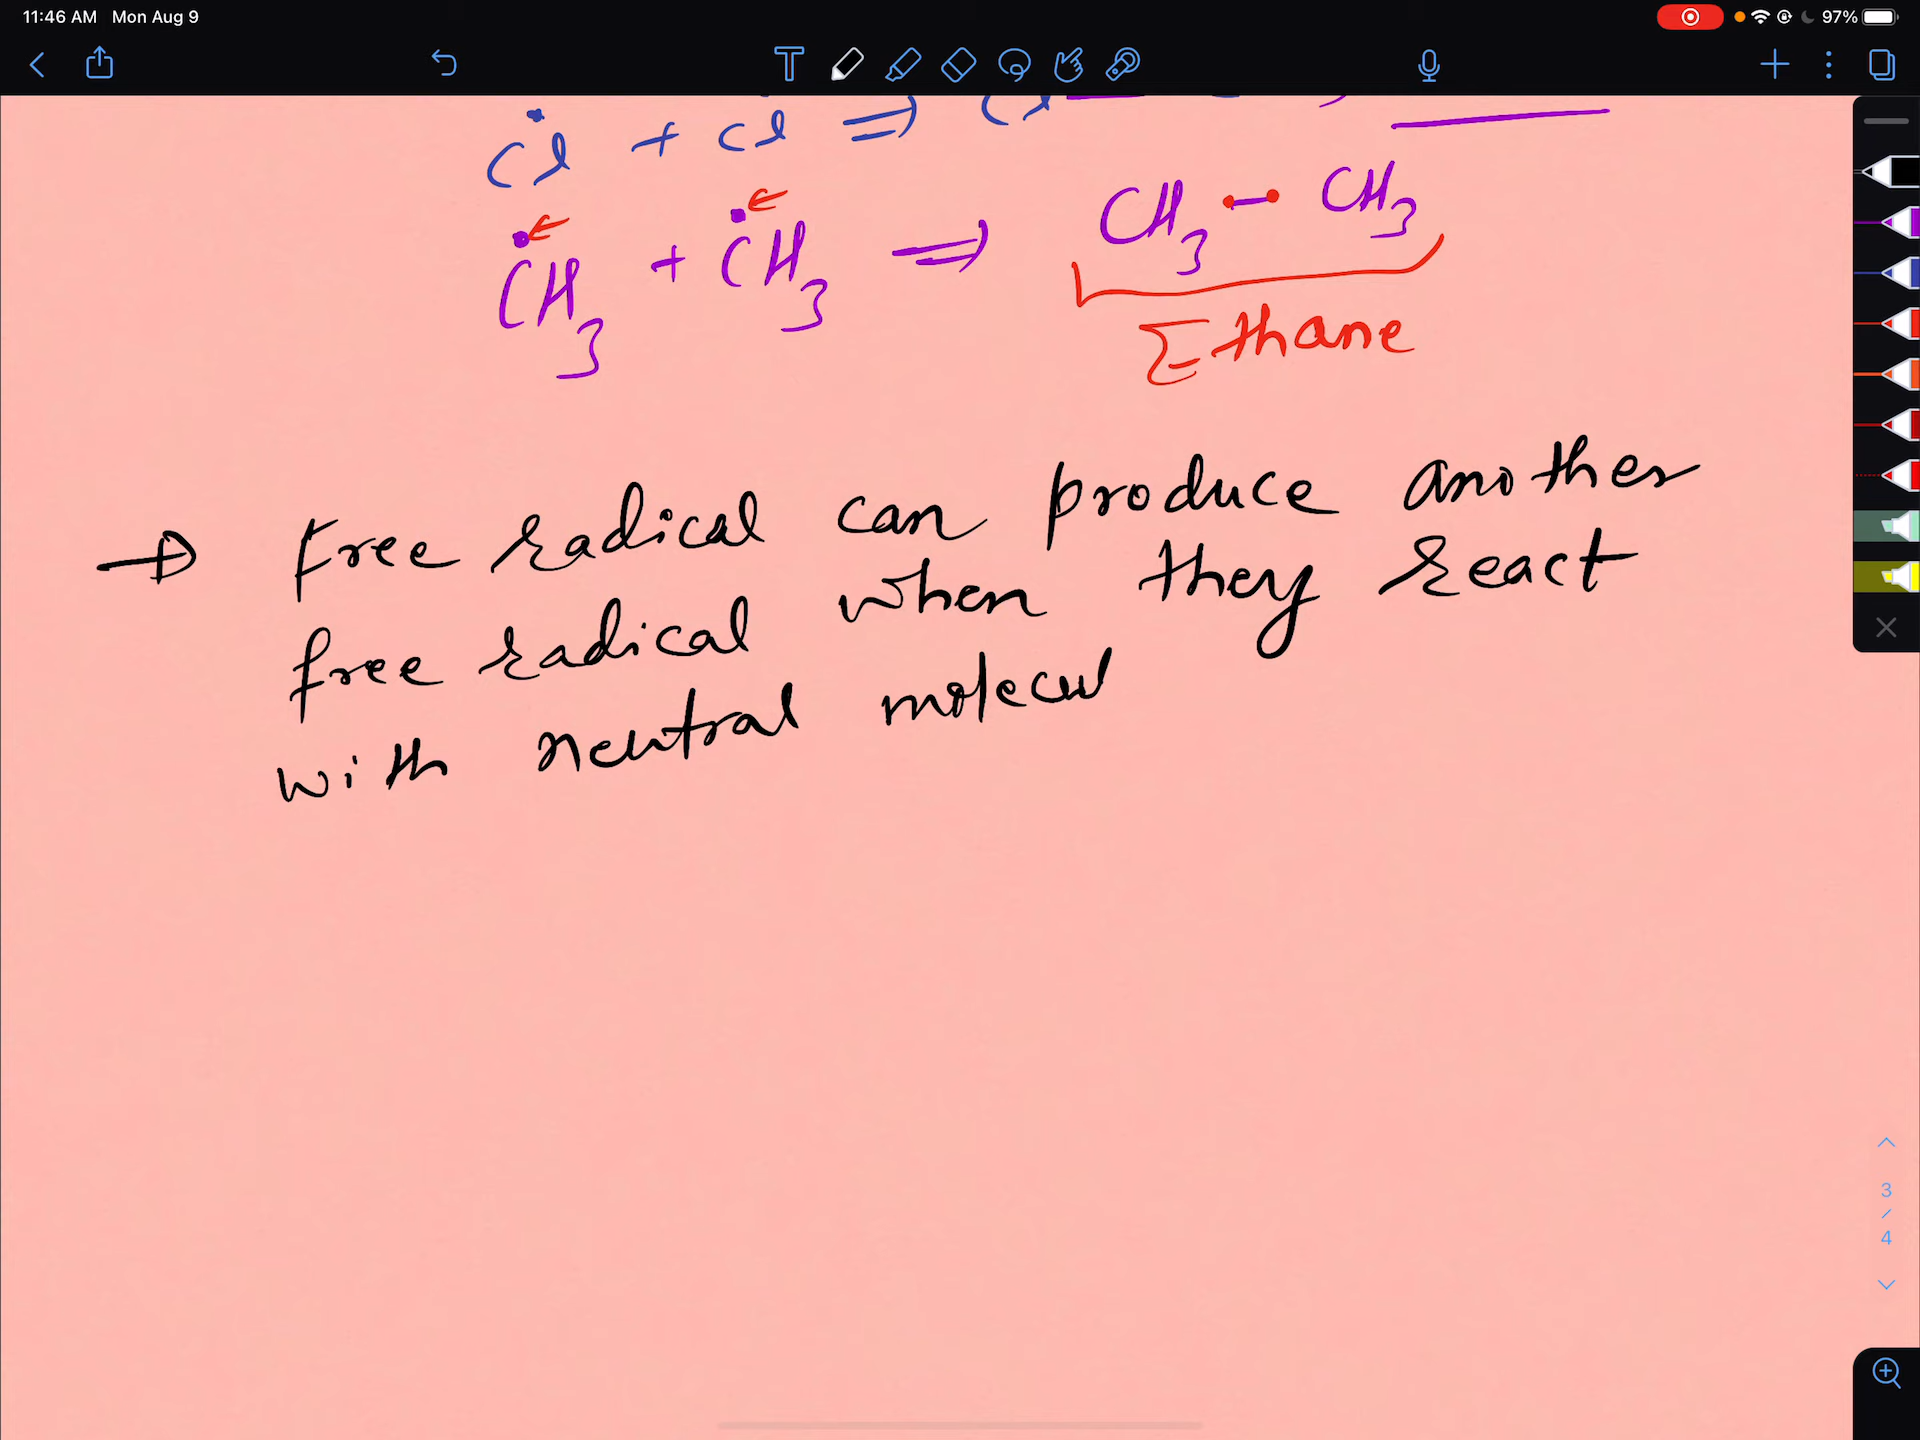 11:46 AM Mon Aug 9 97%
Cl + Cl ⇒ Cl
CH3 + CH3 ⇒ CH3 - CH3
Ethane
→ Free radical can produce another
free radical when they react
with neutral molecul
3
/
4